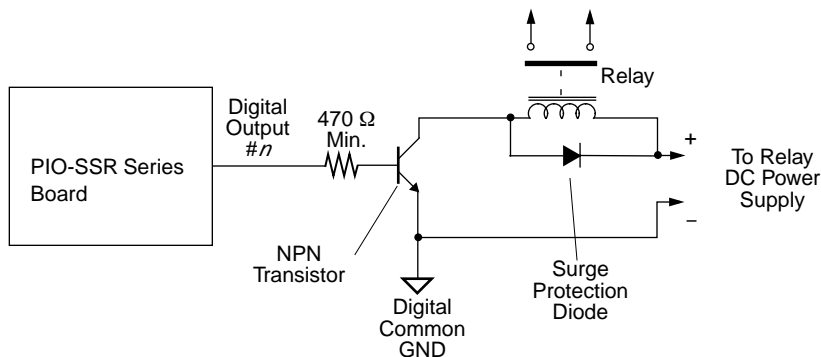 PIO-SSR Series
Board
Digital
Output
#n
470 Ω
Min.
NPN
Transistor
Digital
Common
GND
Relay
Surge
Protection
Diode
+
−
To Relay
DC Power
Supply